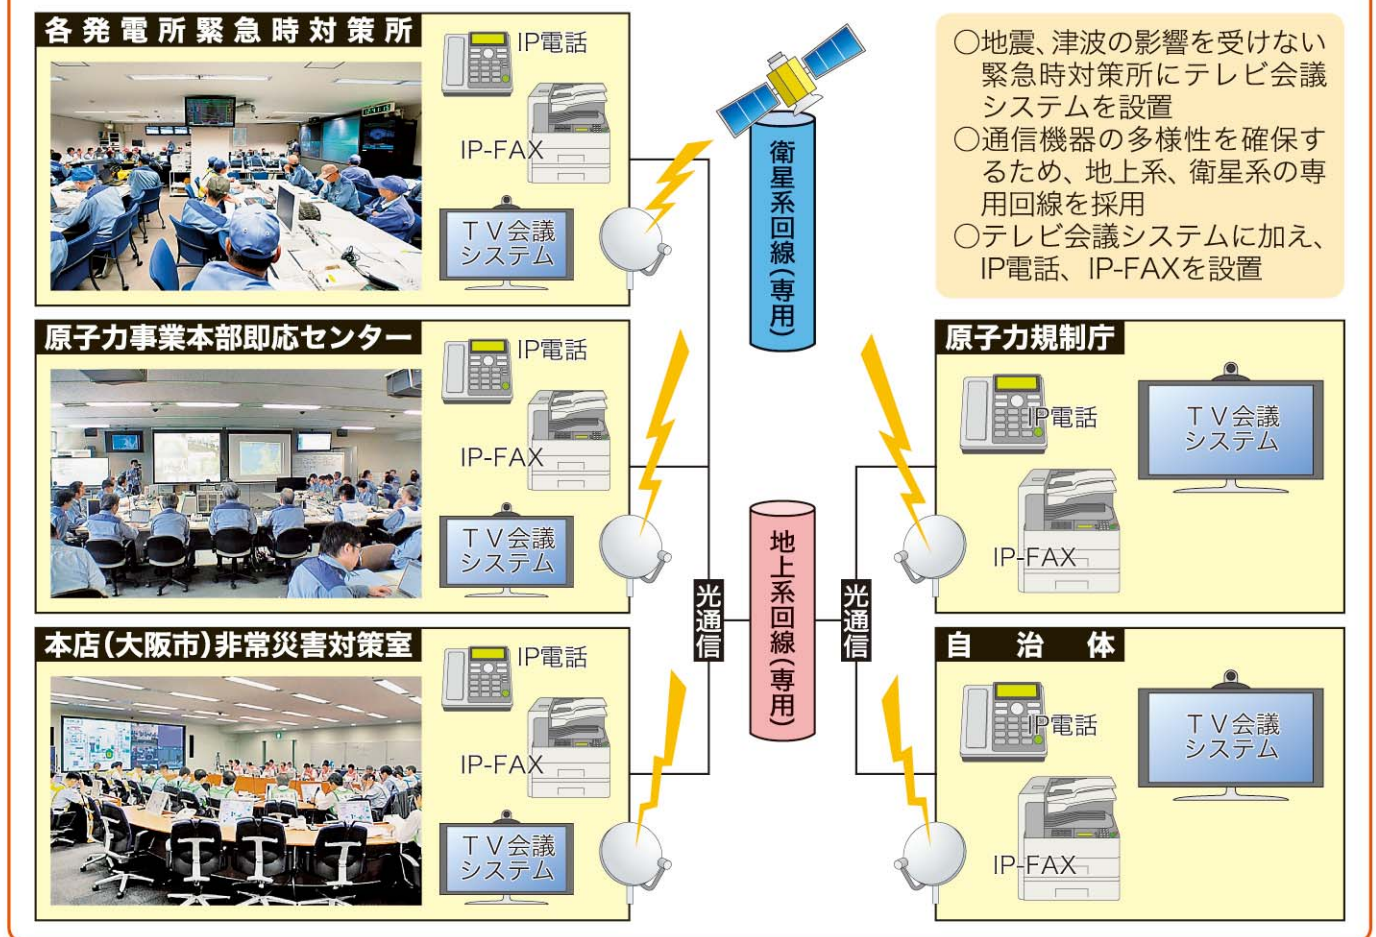 各発電所緊急時対策所
IP電話
IP-FAX
TV会議
システム
原子力事業本部即応センター
IP電話
IP-FAX
TV会議
システム
本店(大阪市)非常災害対策室
IP電話
IP-FAX
TV会議
システム
衛星系回線(専用)
光通信
地上系回線(専用)
光通信
○地震、津波の影響を受けない
緊急時対策所にテレビ会議
システムを設置
○通信機器の多様性を確保す
るため、地上系、衛星系の専
用回線を採用
○テレビ会議システムに加え、
IP電話、IP-FAXを設置
原子力規制庁
IP電話
TV会議
システム
IP-FAX
自治体
IP電話
TV会議
システム
IP-FAX